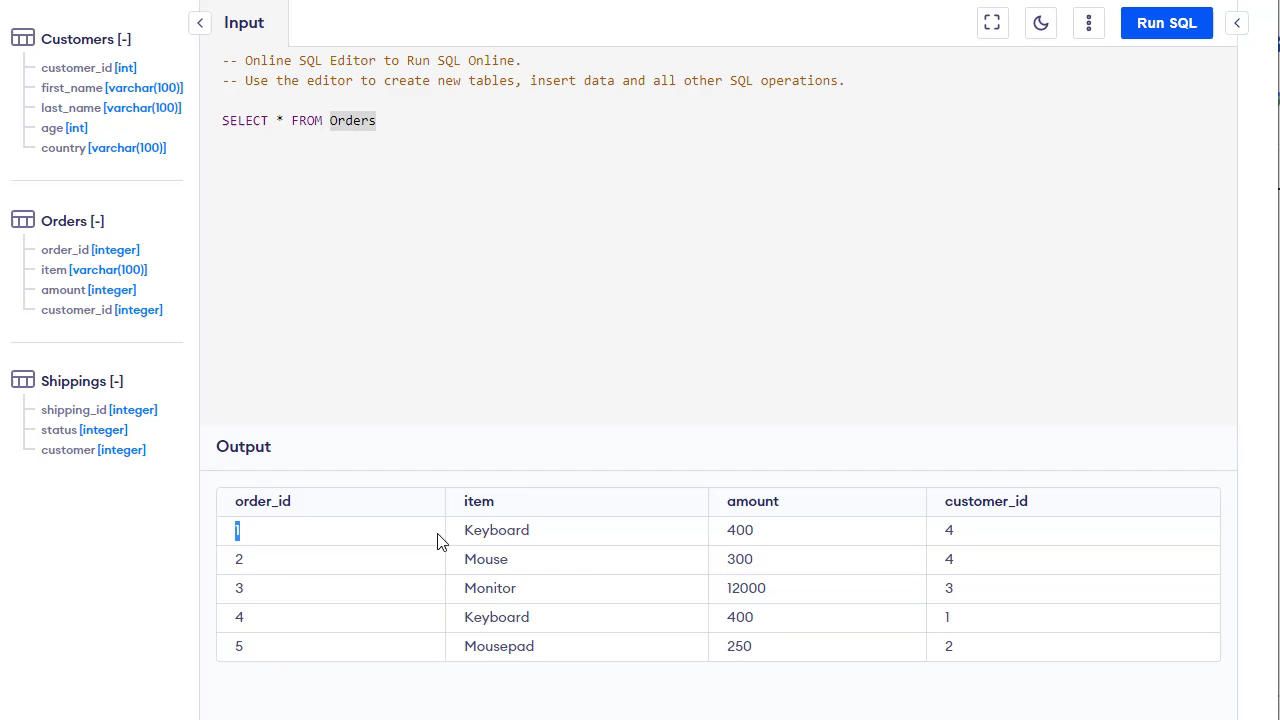 Customers [-]
customer_id [int]
first_name [varchar(100)]
last_name [varchar(100)]
age [int]
country [varchar(100)]
Orders [-]
order_id [integer]
item [varchar(100)]
amount [integer]
customer_id [integer]
Shippings [-]
shipping_id [integer]
status [integer]
customer [integer]
Input
Run SQL
-- Online SQL Editor to Run SQL Online.
-- Use the editor to create new tables, insert data and all other SQL operations.
SELECT * FROM Orders
Output
order_id item amount customer_id
1 Keyboard 400 4
2 Mouse 300 4
3 Monitor 12000 3
4 Keyboard 400 1
5 Mousepad 250 2